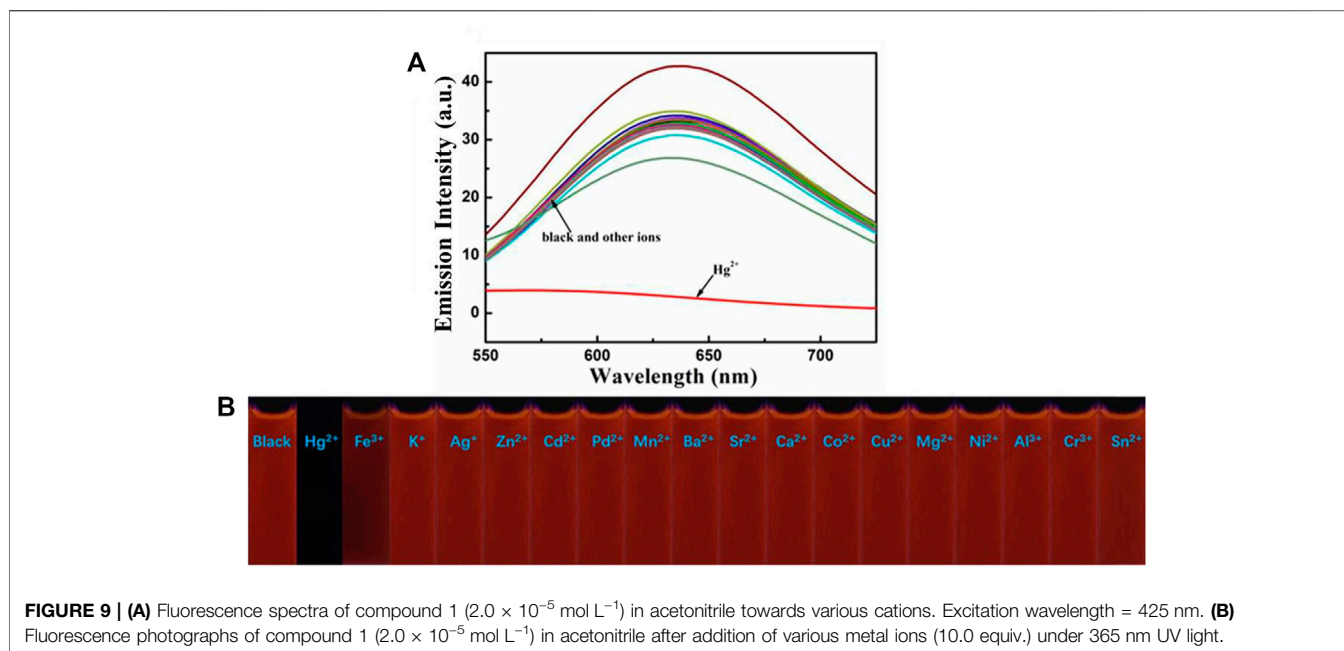 A
Emission Intensity (a.u.)
40
30
20
10
0
black and other ions
Hg²⁺
550 600 650 700
Wavelength (nm)
B
Black Hg²⁺ Fe³⁺ K⁺ Ag⁺ Zn²⁺ Cd²⁺ Pd²⁺ Mn²⁺ Ba²⁺ Sr²⁺ Ca²⁺ Co²⁺ Cu²⁺ Mg²⁺ Ni²⁺ Al³⁺ Cr³⁺ Sn²⁺
FIGURE 9 | (A) Fluorescence spectra of compound 1 (2.0 × 10⁻⁵ mol L⁻¹) in acetonitrile towards various cations. Excitation wavelength = 425 nm. (B)
Fluorescence photographs of compound 1 (2.0 × 10⁻⁵ mol L⁻¹) in acetonitrile after addition of various metal ions (10.0 equiv.) under 365 nm UV light.